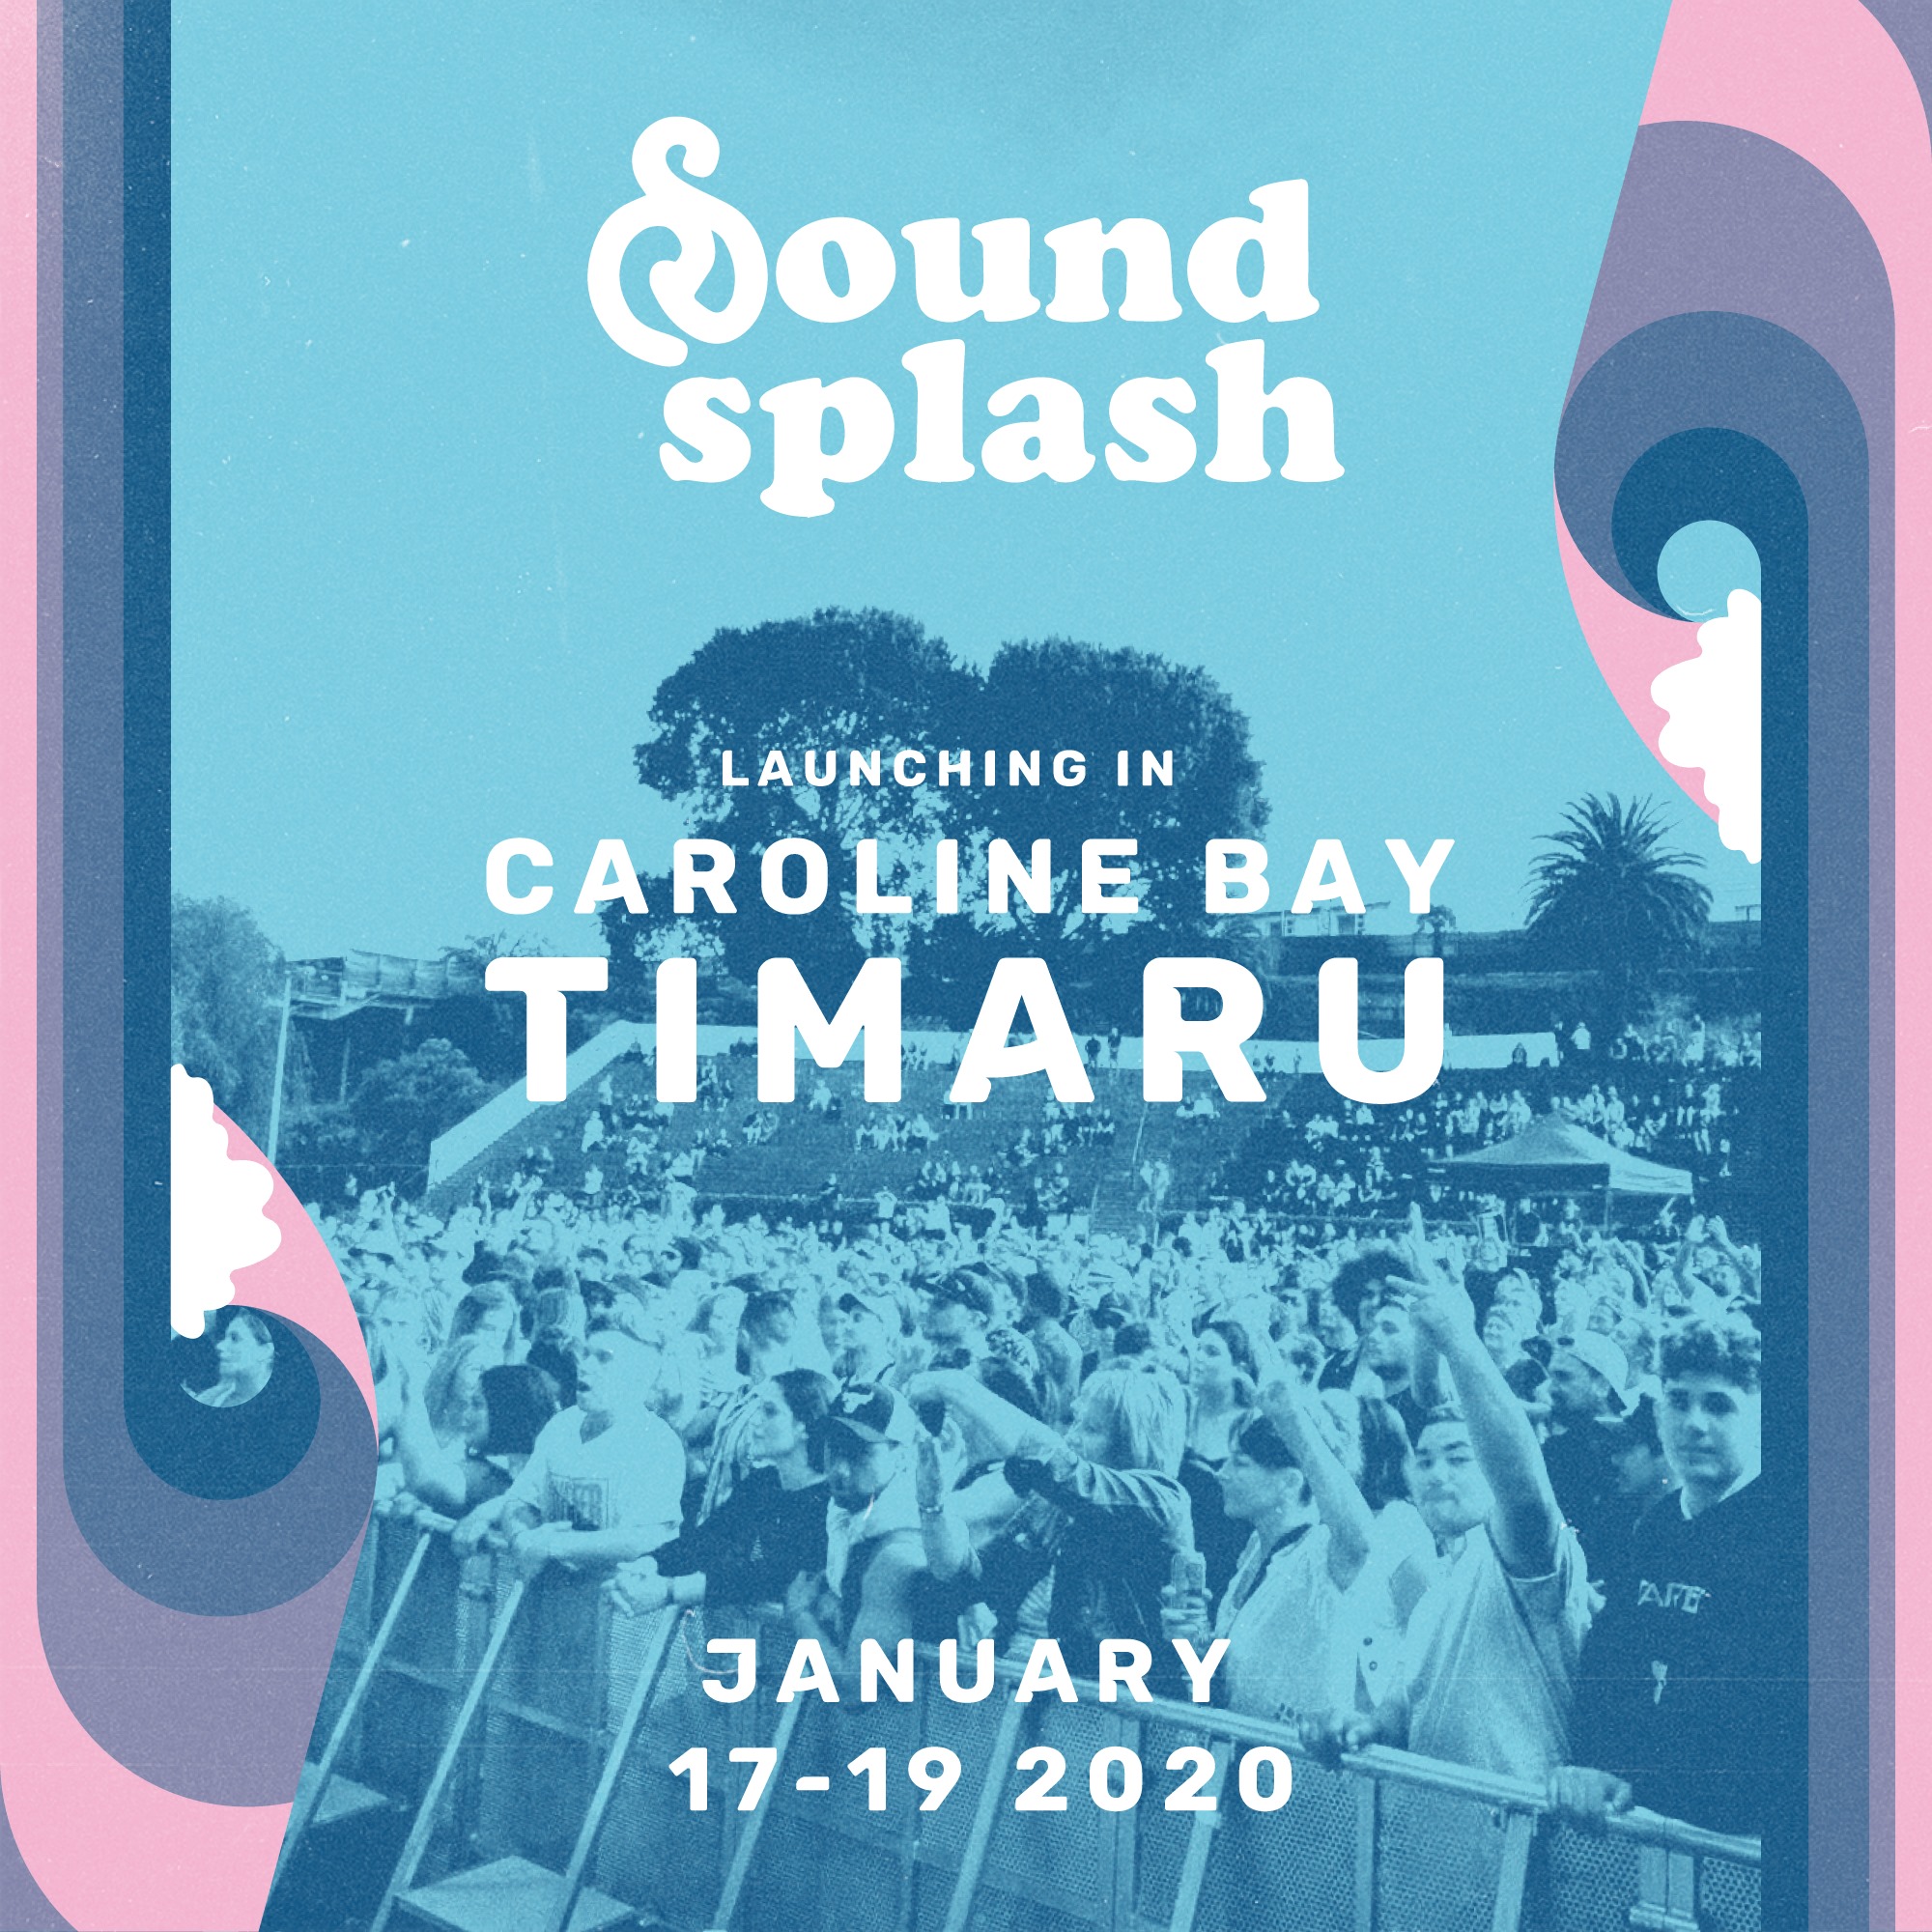 Sound
splash
LAUNCHING IN
CAROLINE BAY
TIMARU
JANUARY
17-19 2020